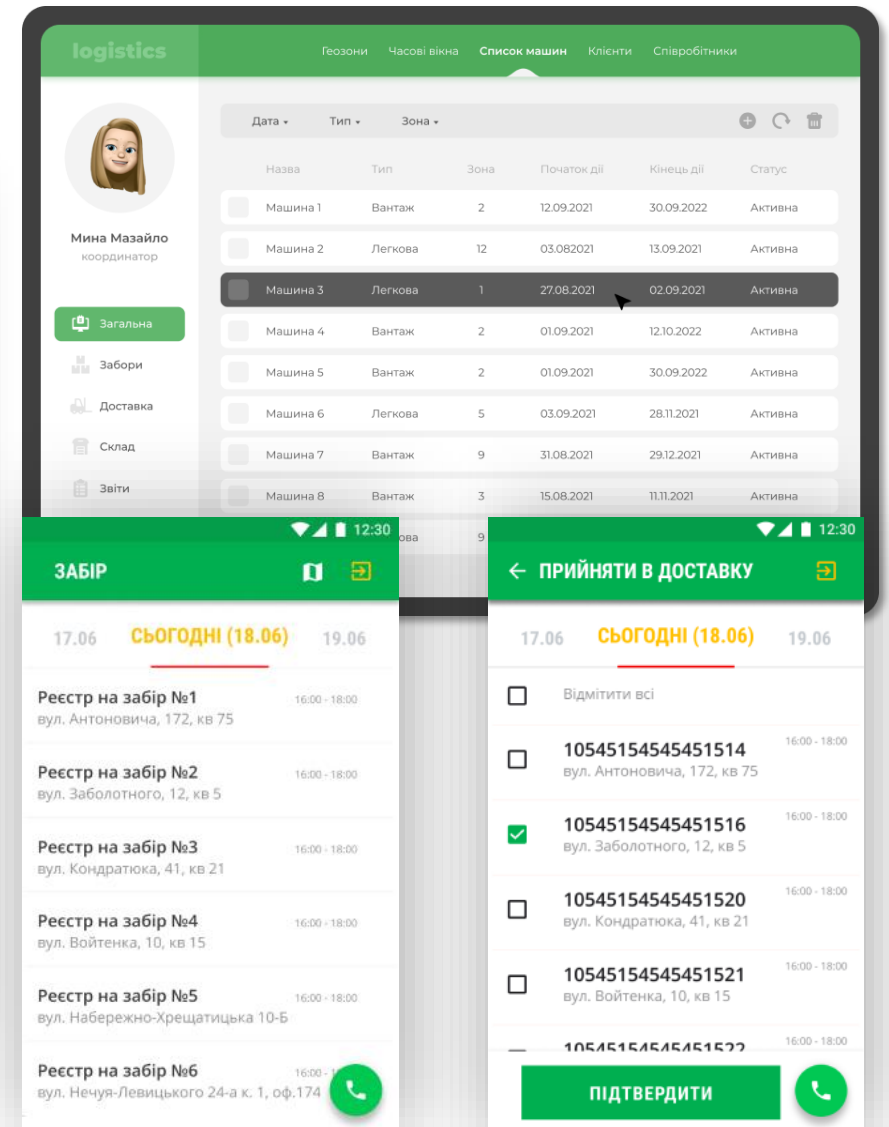 logistics
Геозони Часові вікна Список машин Клієнти Співробітники
Мина Мазайло
координатор
Загальна
Забори
Доставка
Склад
Звіти
Дата Тип Зона
Назва Тип Зона Початок дії Кінець дії Статус
Машина 1 Вантаж 2 12.09.2021 30.09.2022 Активна
Машина 2 Легкова 12 03.082021 13.09.2021 Активна
Машина 3 Легкова 1 27.08.2021 02.09.2021 Активна
Машина 4 Вантаж 2 01.09.2021 12.10.2022 Активна
Машина 5 Вантаж 2 01.09.2021 30.09.2022 Активна
Машина 6 Легкова 5 03.09.2021 28.11.2021 Активна
Машина 7 Вантаж 9 31.08.2021 29.12.2021 Активна
Машина 8 Вантаж 3 15.08.2021 11.11.2021 Активна
ова 9
12:30
ЗАБІР
17.06 СЬОГОДНІ (18.06) 19.06
Реєстр на забір №1 16:00 - 18:00
вул. Антоновича, 172, кв 75
Реєстр на забір №2 16:00 - 18:00
вул. Заболотного, 12, кв 5
Реєстр на забір №3 16:00 - 18:00
вул. Кондратюка, 41, кв 21
Реєстр на забір №4 16:00 - 18:00
вул. Войтенка, 10, кв 15
Реєстр на забір №5 16:00 - 18:00
вул. Набережно-Хрещатицька 10-Б
Реєстр на забір №6 16:00 -
вул. Нечуя-Левицького 24-а к. 1, оф.174
12:30
ПРИЙНЯТИ В ДОСТАВКУ
17.06 СЬОГОДНІ (18.06) 19.06
Відмітити всі
10545154545451514 16:00 - 18:00
вул. Антоновича, 172, кв 75
10545154545451516 16:00 - 18:00
вул. Заболотного, 12, кв 5
10545154545451520 16:00 - 18:00
вул. Кондратюка, 41, кв 21
10545154545451521 16:00 - 18:00
вул. Войтенка, 10, кв 15
10545154545451522 16:00 - 18:00
ПІДТВЕРДИТИ